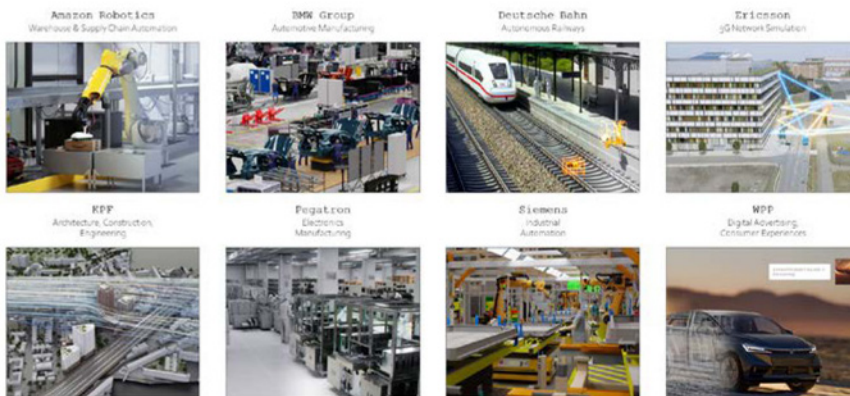 Amazon Robotics
Warehouse & Supply Chain Automation
BMW Group
Automotive Manufacturing
Deutsche Bahn
Autonomous Railways
Ericsson
5G Network Simulation
KPF
Architecture, Construction,
Engineering
Pegatron
Electronics
Manufacturing
Siemens
Industrial
Automation
WPP
Digital Advertising,
Consumer Experiences